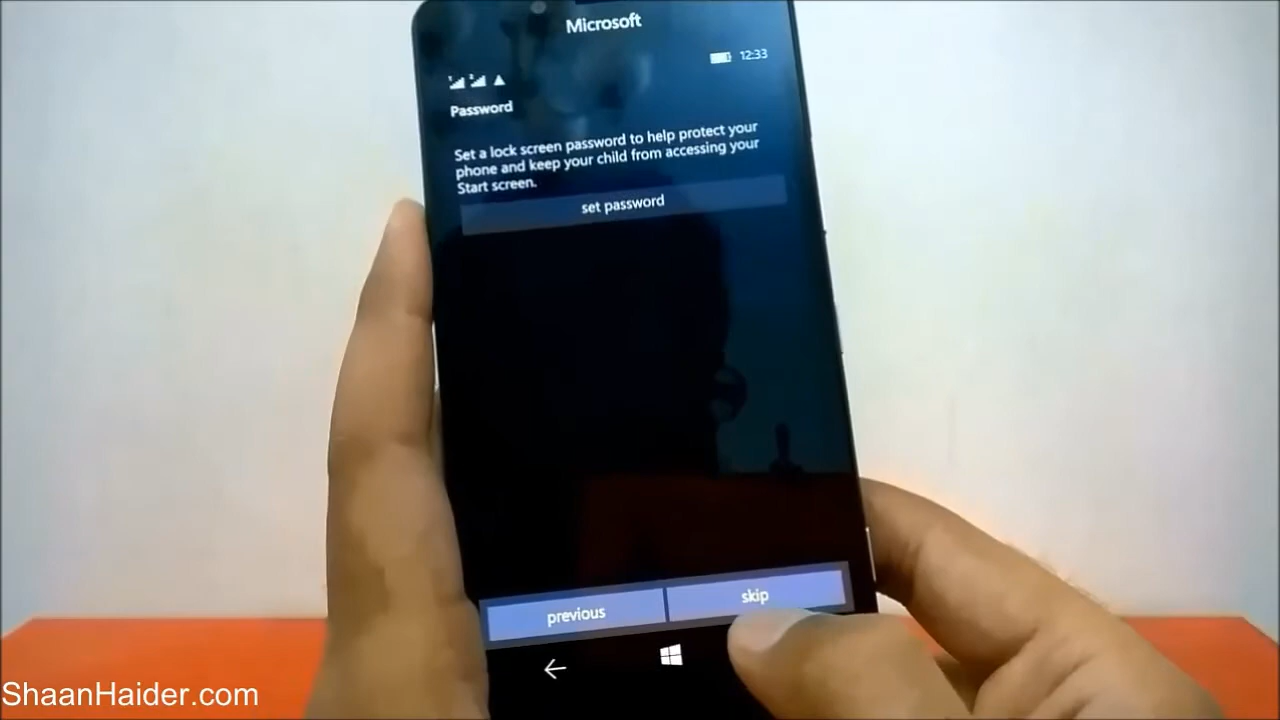 Microsoft
12:33
Password
Set a lock screen password to help protect your
phone and keep your child from accessing your
Start screen.
set password
previous
skip
ShaanHaider.com